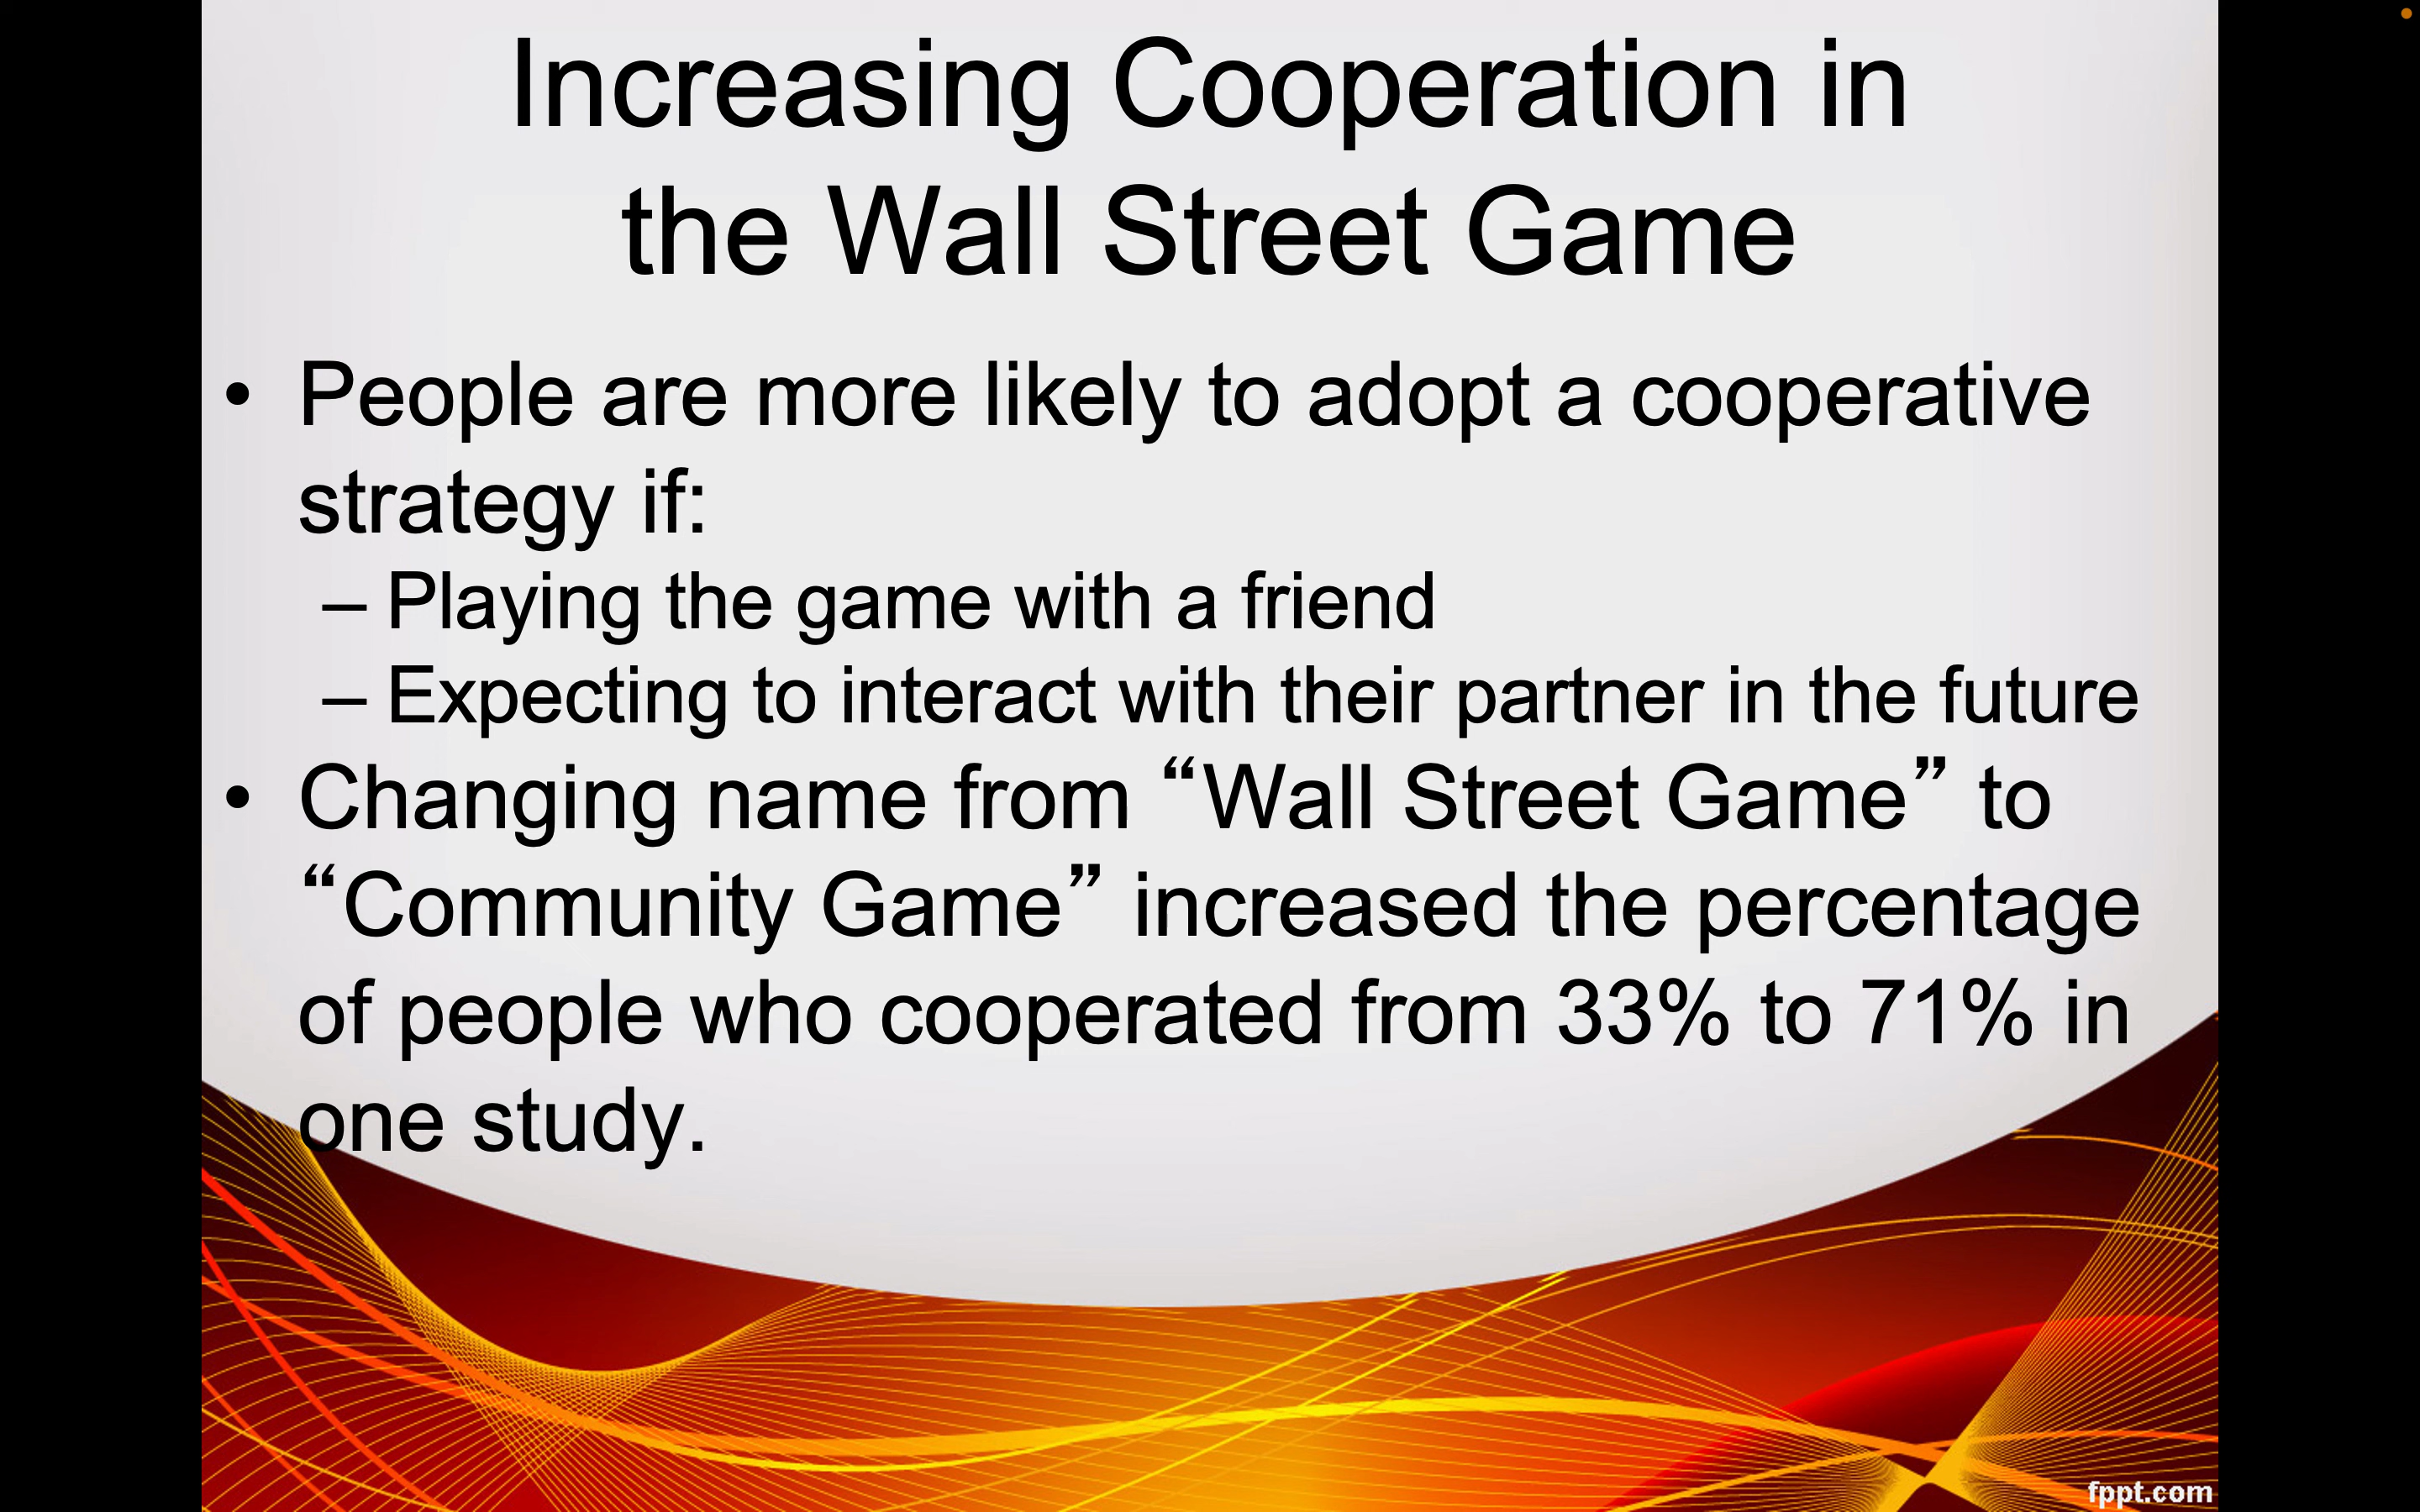 Increasing Cooperation in
the Wall Street Game
• People are more likely to adopt a cooperative
strategy if:
– Playing the game with a friend
– Expecting to interact with their partner in the future
• Changing name from “Wall Street Game” to
“Community Game” increased the percentage
of people who cooperated from 33% to 71% in
one study.
fppt.com